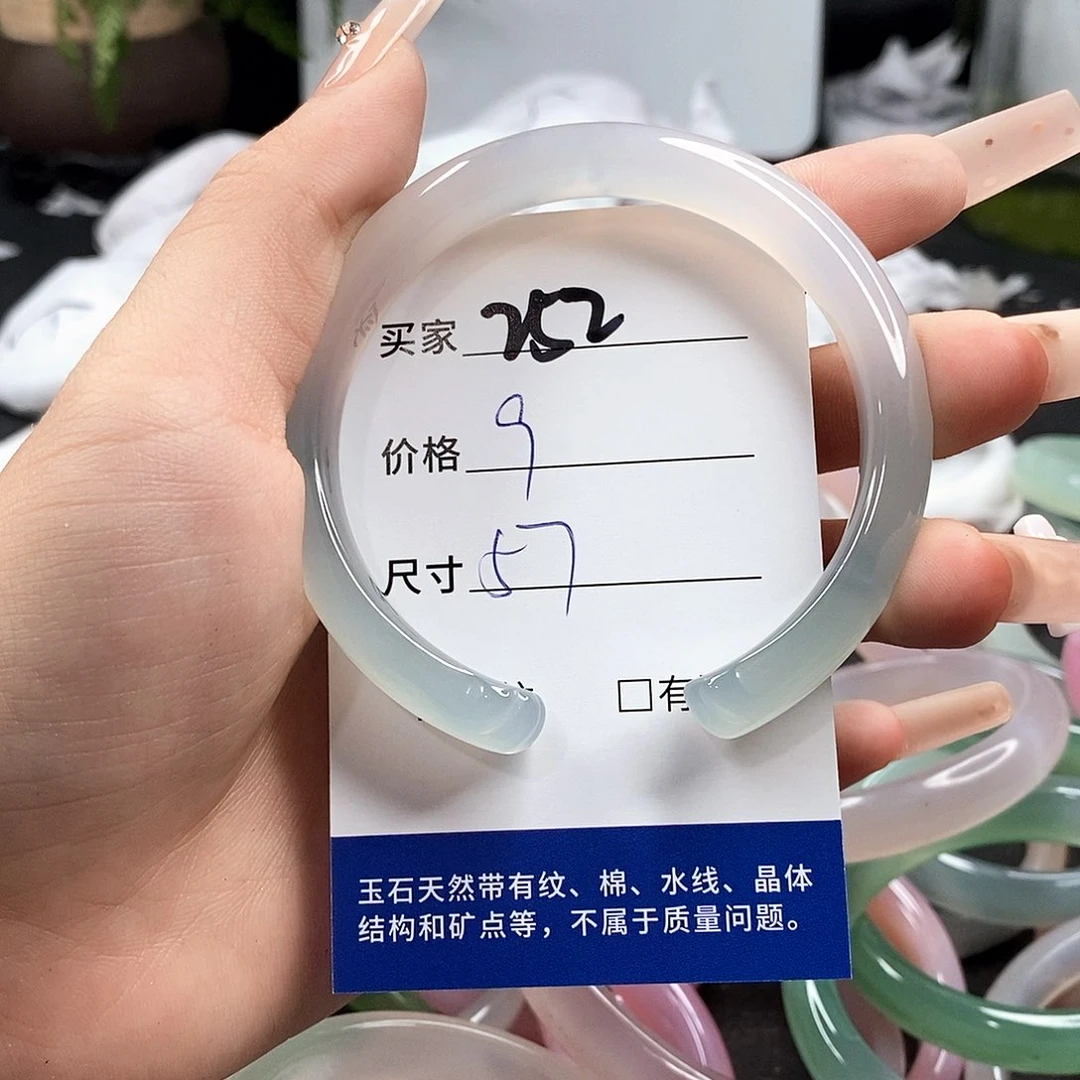 买家 252
价格 9
尺寸 57
□有
玉石天然带有纹、棉、水线、晶体
结构和矿点等，不属于质量问题。